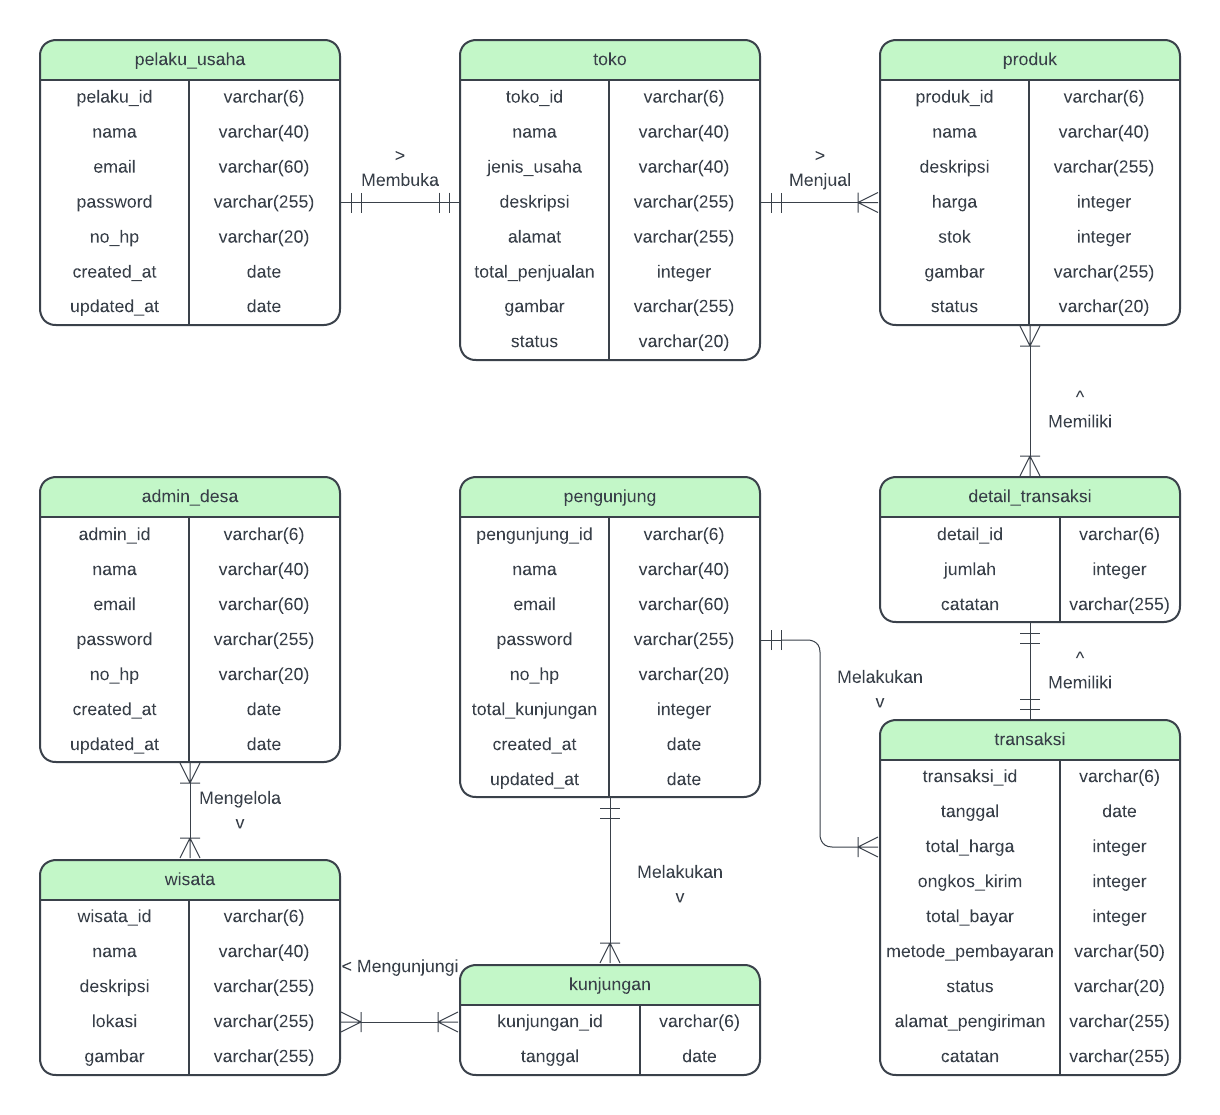 pelaku_usaha
pelaku_id varchar(6)
nama varchar(40)
email varchar(60)
password varchar(255)
no_hp varchar(20)
created_at date
updated_at date
>
Membuka
toko
toko_id varchar(6)
nama varchar(40)
jenis_usaha varchar(40)
deskripsi varchar(255)
alamat varchar(255)
total_penjualan integer
gambar varchar(255)
status varchar(20)
>
Menjual
produk
produk_id varchar(6)
nama varchar(40)
deskripsi varchar(255)
harga integer
stok integer
gambar varchar(255)
status varchar(20)
^
Memiliki
admin_desa
admin_id varchar(6)
nama varchar(40)
email varchar(60)
password varchar(255)
no_hp varchar(20)
created_at date
updated_at date
Mengelola
v
pengunjung
pengunjung_id varchar(6)
nama varchar(40)
email varchar(60)
password varchar(255)
no_hp varchar(20)
total_kunjungan integer
created_at date
updated_at date
Melakukan
v
detail_transaksi
detail_id varchar(6)
jumlah integer
catatan varchar(255)
^
Memiliki
Melakukan
v
transaksi
transaksi_id varchar(6)
tanggal date
total_harga integer
ongkos_kirim integer
total_bayar integer
metode_pembayaran varchar(50)
status varchar(20)
alamat_pengiriman varchar(255)
catatan varchar(255)
wisata
wisata_id varchar(6)
nama varchar(40)
deskripsi varchar(255)
lokasi varchar(255)
gambar varchar(255)
< Mengunjungi
kunjungan
kunjungan_id varchar(6)
tanggal date